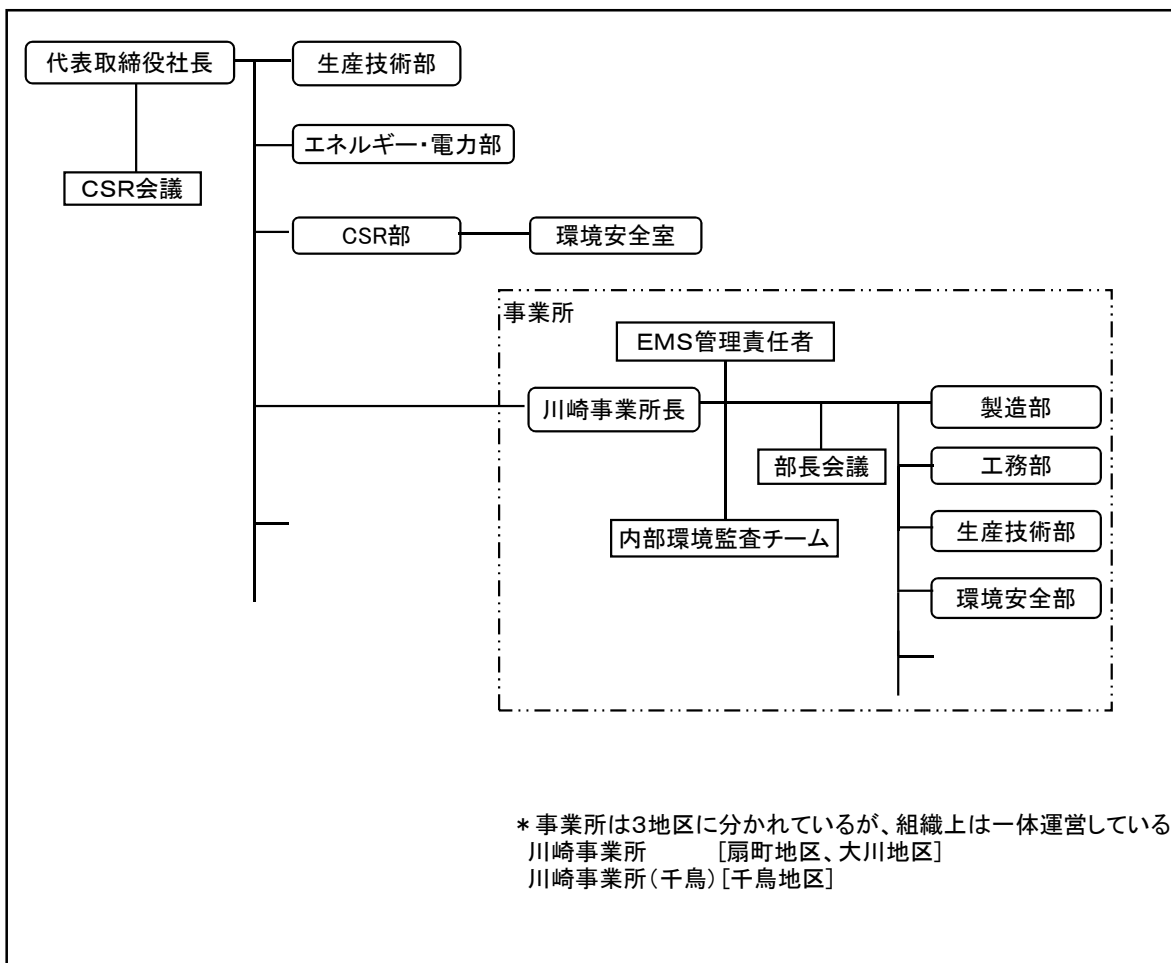 代表取締役社長
生産技術部
エネルギー・電力部
CSR会議
CSR部
環境安全室
事業所
EMS管理責任者
川崎事業所長
製造部
部長会議
工務部
内部環境監査チーム
生産技術部
環境安全部
*事業所は3地区に分かれているが、組織上は一体運営している
川崎事業所 [扇町地区、大川地区]
川崎事業所(千鳥)[千鳥地区]